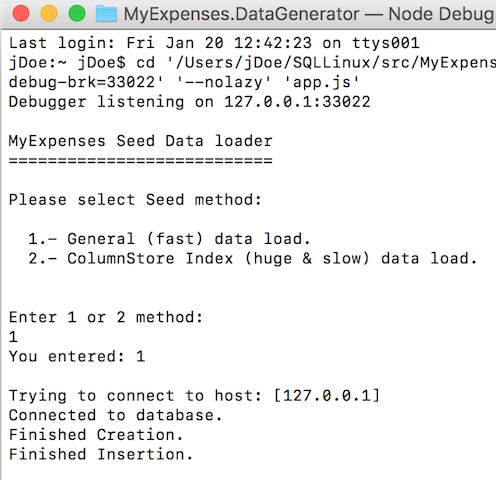 MyExpenses.DataGenerator — Node Debug
Last login: Fri Jan 20 12:42:23 on ttys001
jDoe:~ jDoe$ cd '/Users/jDoe/SQLLinux/src/MyExpens
debug-brk=33022' '--nolazy' 'app.js'
Debugger listening on 127.0.0.1:33022
MyExpenses Seed Data loader
===========================
Please select Seed method:
1.- General (fast) data load.
2.- ColumnStore Index (huge & slow) data load.
Enter 1 or 2 method:
1
You entered: 1
Trying to connect to host: [127.0.0.1]
Connected to database.
Finished Creation.
Finished Insertion.